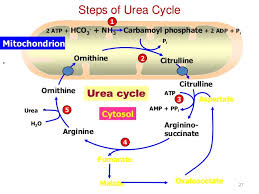 Steps of Urea Cycle
1
2 ATP + HCO3- + NH3 Carbamoyl phosphate + 2 ADP + Pi
Mitochondrion
Pi
Ornithine
2
Citrulline
Ornithine
Urea cycle
Citrulline
ATP
3
Aspartate
AMP + PPi
Cytosol
Urea
5
H2O
Arginine
Arginino-
succinate
4
Fumarate
Malate
Oxaloacetate